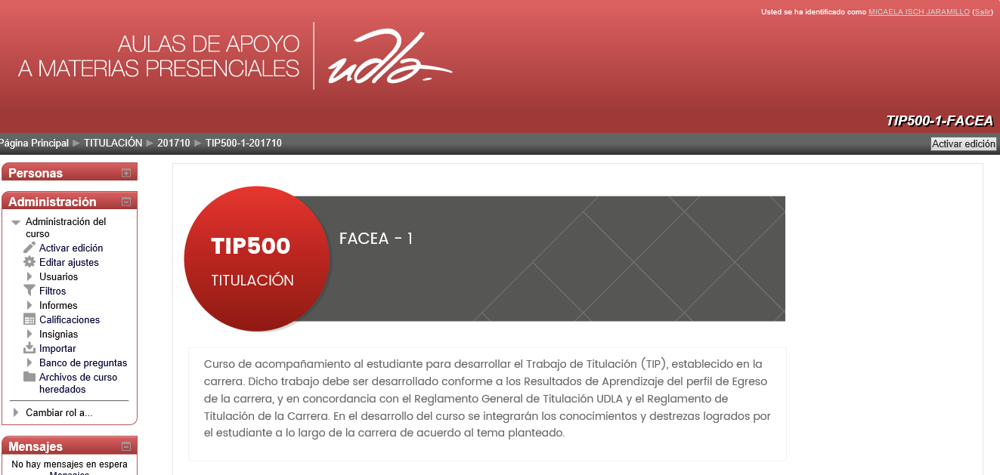 Usted se ha identificado como MICAELA ISCH JARAMILLO (Salir)
AULAS DE APOYO
A MATERIAS PRESENCIALES
udla
TIP500-1-FACEA
Página Principal ► TITULACIÓN ► 201710 ► TIP500-1-201710
Activar edición
Personas
Administración
Administración del
curso
Activar edición
Editar ajustes
Usuarios
Filtros
Informes
Calificaciones
Insignias
Importar
Banco de preguntas
Archivos de curso
heredados
Cambiar rol a...
Mensajes
No hay mensajes en espera
Mensajes
TIP500
TITULACIÓN
FACEA - 1
Curso de acompañamiento al estudiante para desarrollar el Trabajo de Titulación (TIP), establecido en la
carrera. Dicho trabajo debe ser desarrollado conforme a los Resultados de Aprendizaje del perfil de Egreso
de la carrera, y en concordancia con el Reglamento General de Titulación UDLA y el Reglamento de
Titulación de la Carrera. En el desarrollo del curso se integrarán los conocimientos y destrezas logrados por
el estudiante a lo largo de la carrera de acuerdo al tema planteado.